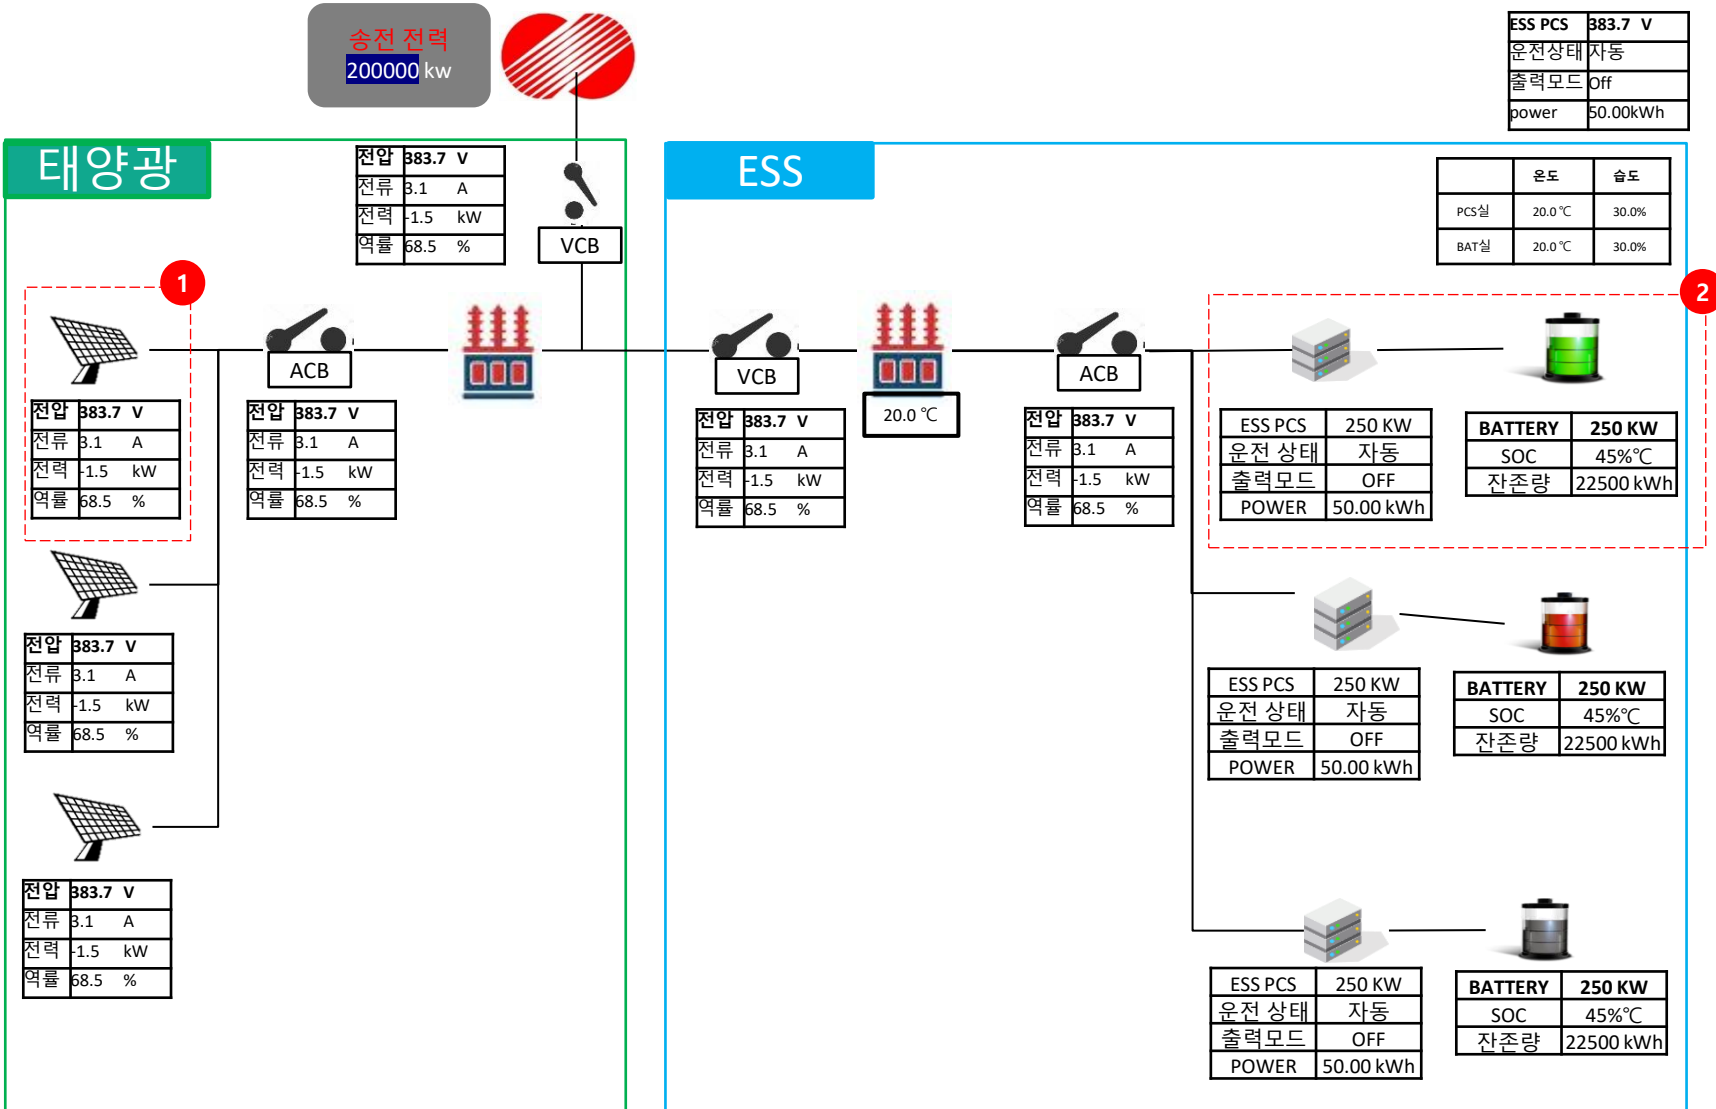 송전 전력
200000 kw
ESS PCS 383.7 V
운전상태 자동
출력모드 Off
power 50.00kWh
태양광
전압 383.7 V
전류 3.1 A
전력 -1.5 kW
역률 68.5 %
VCB
ESS
온도 습도
PCS실 20.0 ℃ 30.0%
BAT실 20.0 ℃ 30.0%
1
ACB
전압 383.7 V
전류 3.1 A
전력 -1.5 kW
역률 68.5 %
전압 383.7 V
전류 3.1 A
전력 -1.5 kW
역률 68.5 %
전압 383.7 V
전류 3.1 A
전력 -1.5 kW
역률 68.5 %
전압 383.7 V
전류 3.1 A
전력 -1.5 kW
역률 68.5 %
VCB
전압 383.7 V
전류 3.1 A
전력 -1.5 kW
역률 68.5 %
20.0 ℃
ACB
전압 383.7 V
전류 3.1 A
전력 -1.5 kW
역률 68.5 %
2
ESS PCS 250 KW
운전 상태 자동
출력모드 OFF
POWER 50.00 kWh
BATTERY 250 KW
SOC 45%℃
잔존량 22500 kWh
ESS PCS 250 KW
운전 상태 자동
출력모드 OFF
POWER 50.00 kWh
BATTERY 250 KW
SOC 45%℃
잔존량 22500 kWh
ESS PCS 250 KW
운전 상태 자동
출력모드 OFF
POWER 50.00 kWh
BATTERY 250 KW
SOC 45%℃
잔존량 22500 kWh